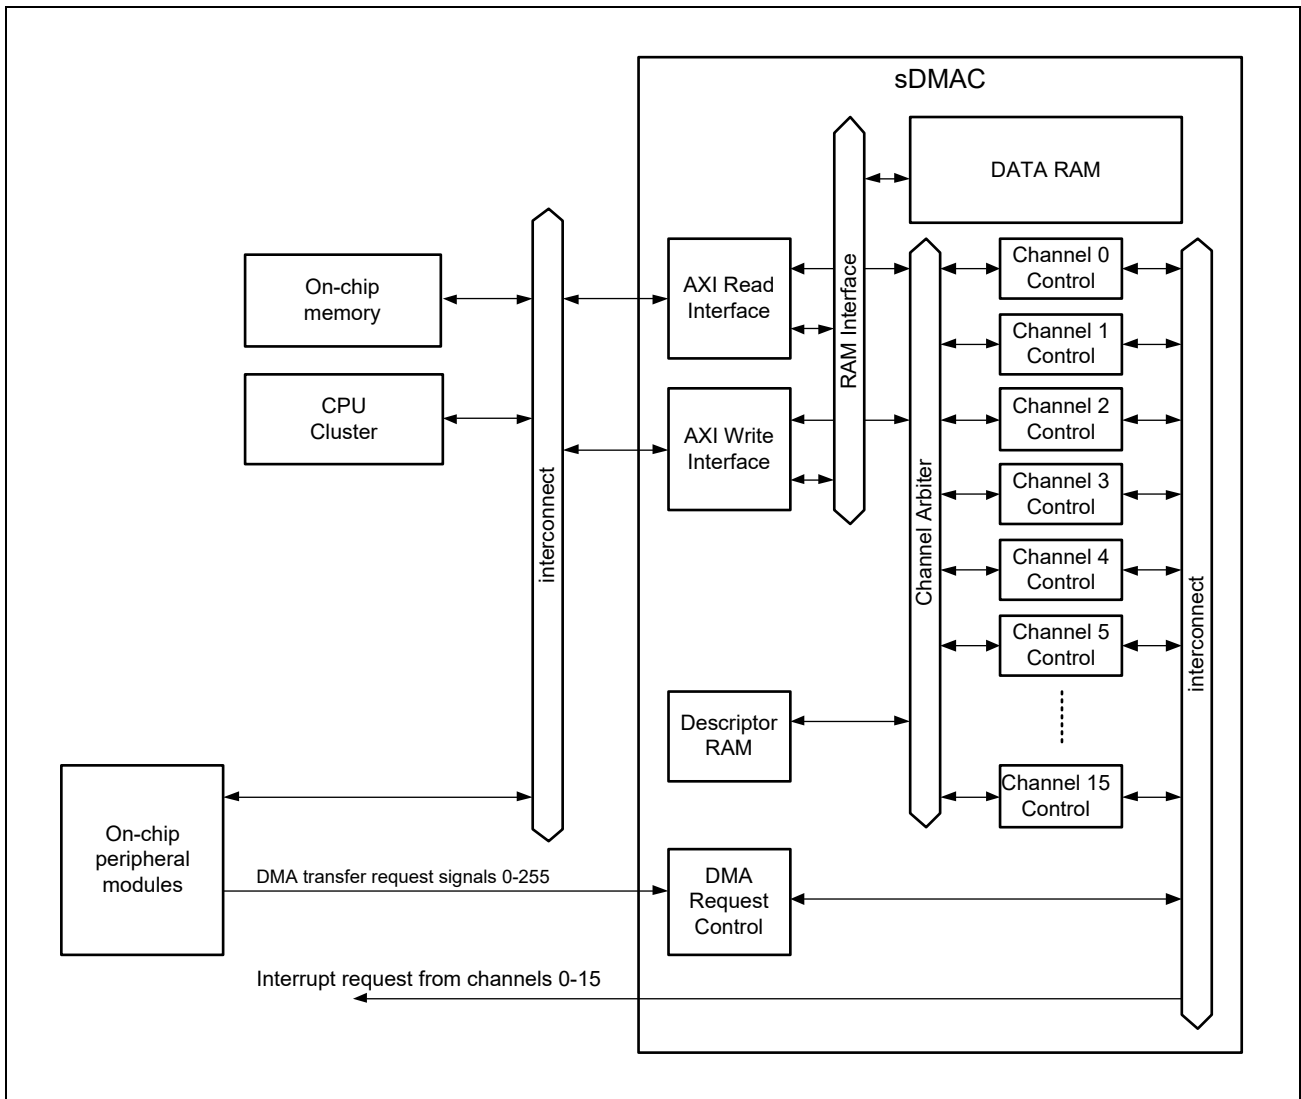 sDMAC
DATA RAM
On-chip
memory
CPU
Cluster
interconnect
AXI Read
Interface
AXI Write
Interface
RAM Interface
Channel Arbiter
Channel 0
Control
Channel 1
Control
Channel 2
Control
Channel 3
Control
Channel 4
Control
Channel 5
Control
Channel 15
Control
interconnect
Descriptor
RAM
On-chip
peripheral
modules
DMA transfer request signals 0-255
DMA
Request
Control
Interrupt request from channels 0-15